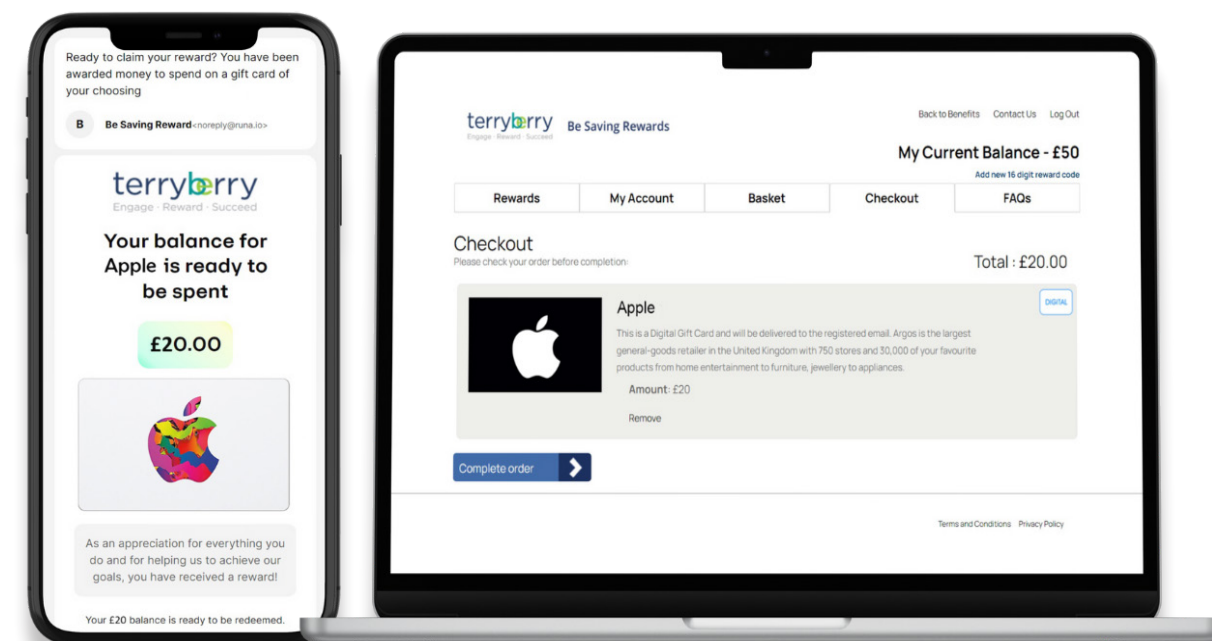 Ready to claim your reward? You have been
awarded money to spend on a gift card of
your choosing
B
Be Saving Reward<noreply@runa.io>
terryberry
Engage · Reward · Succeed
Your balance for
Apple is ready to
be spent
£20.00
As an appreciation for everything you
do and for helping us to achieve our
goals, you have received a reward!
Your £20 balance is ready to be redeemed.
terryberry
Engage · Reward · Succeed
Be Saving Rewards
Back to Benefits Contact Us Log Out
My Current Balance - £50
Add new 16 digit reward code
Rewards My Account Basket Checkout FAQs
Checkout
Please check your order before completion:
Total : £20.00
Apple
DIGITAL
This is a Digital Gift Card and will be delivered to the registered email. Argos is the largest
general-goods retailer in the United Kingdom with 750 stores and 30,000 of your favourite
products from home entertainment to furniture, jewellery to appliances.
Amount: £20
Remove
Complete order
Terms and Conditions Privacy Policy